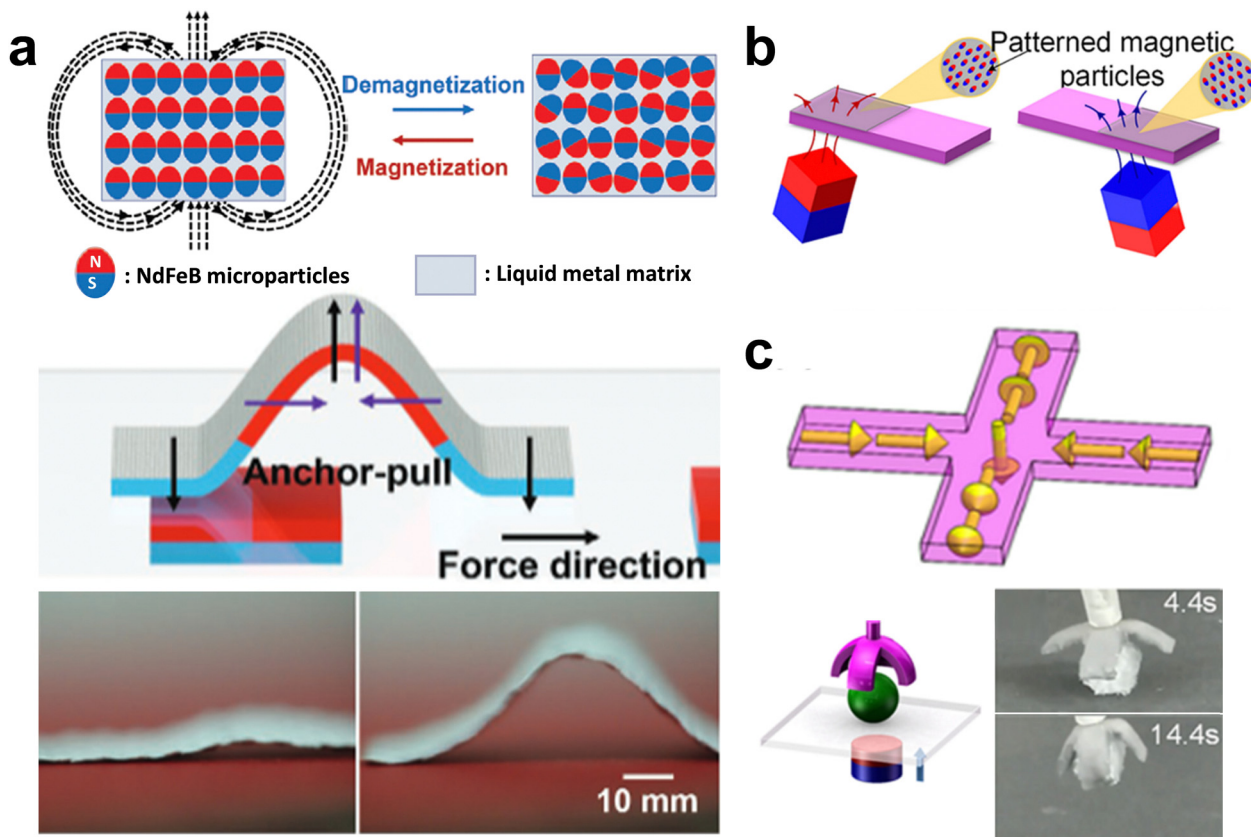 a
Demagnetization
Magnetization
N
S
: NdFeB microparticles
: Liquid metal matrix
Anchor-pull
Force direction
10 mm
b
Patterned magnetic
particles
c
4.4s
14.4s